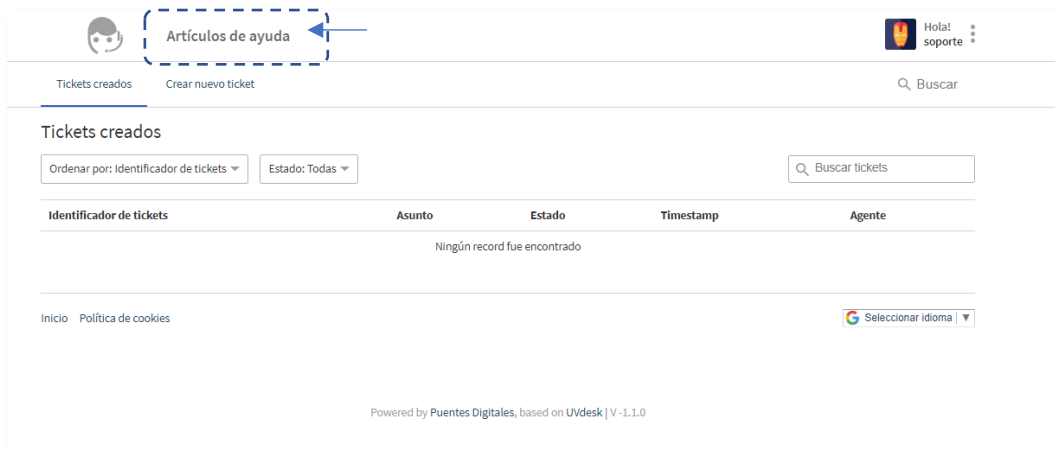 Artículos de ayuda
Hola!
soporte
Tickets creados Crear nuevo ticket Buscar
Tickets creados
Ordenar por: Identificador de tickets Estado: Todas Buscar tickets
Identificador de tickets Asunto Estado Timestamp Agente
Ningún record fue encontrado
Inicio Política de cookies Seleccionar idioma
Powered by Puentes Digitales, based on UVdesk | V -1.1.0